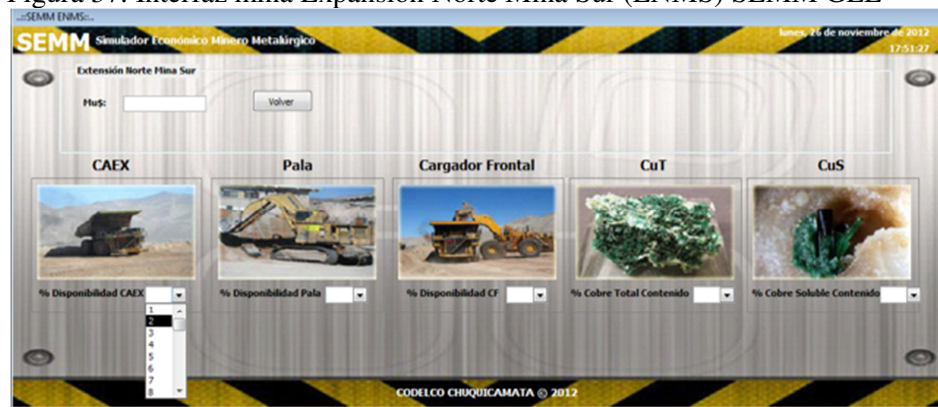 Figura 37. Interfaz mina Expansión Norte Mina Sur (ENMS) SEMM-GEE
..::SEMM ENMS::..
SEMM Simulador Económico Minero Metalúrgico
lunes, 26 de noviembre de 2012
17:51:27
Extensión Norte Mina Sur
Mu$:
Volver
CAEX Pala Cargador Frontal CuT CuS
% Disponibilidad CAEX % Disponibilidad Pala % Disponibilidad CF % Cobre Total Contenido % Cobre Soluble Contenido
1
2
3
4
5
6
7
8
CODELCO CHUQUICAMATA © 2012